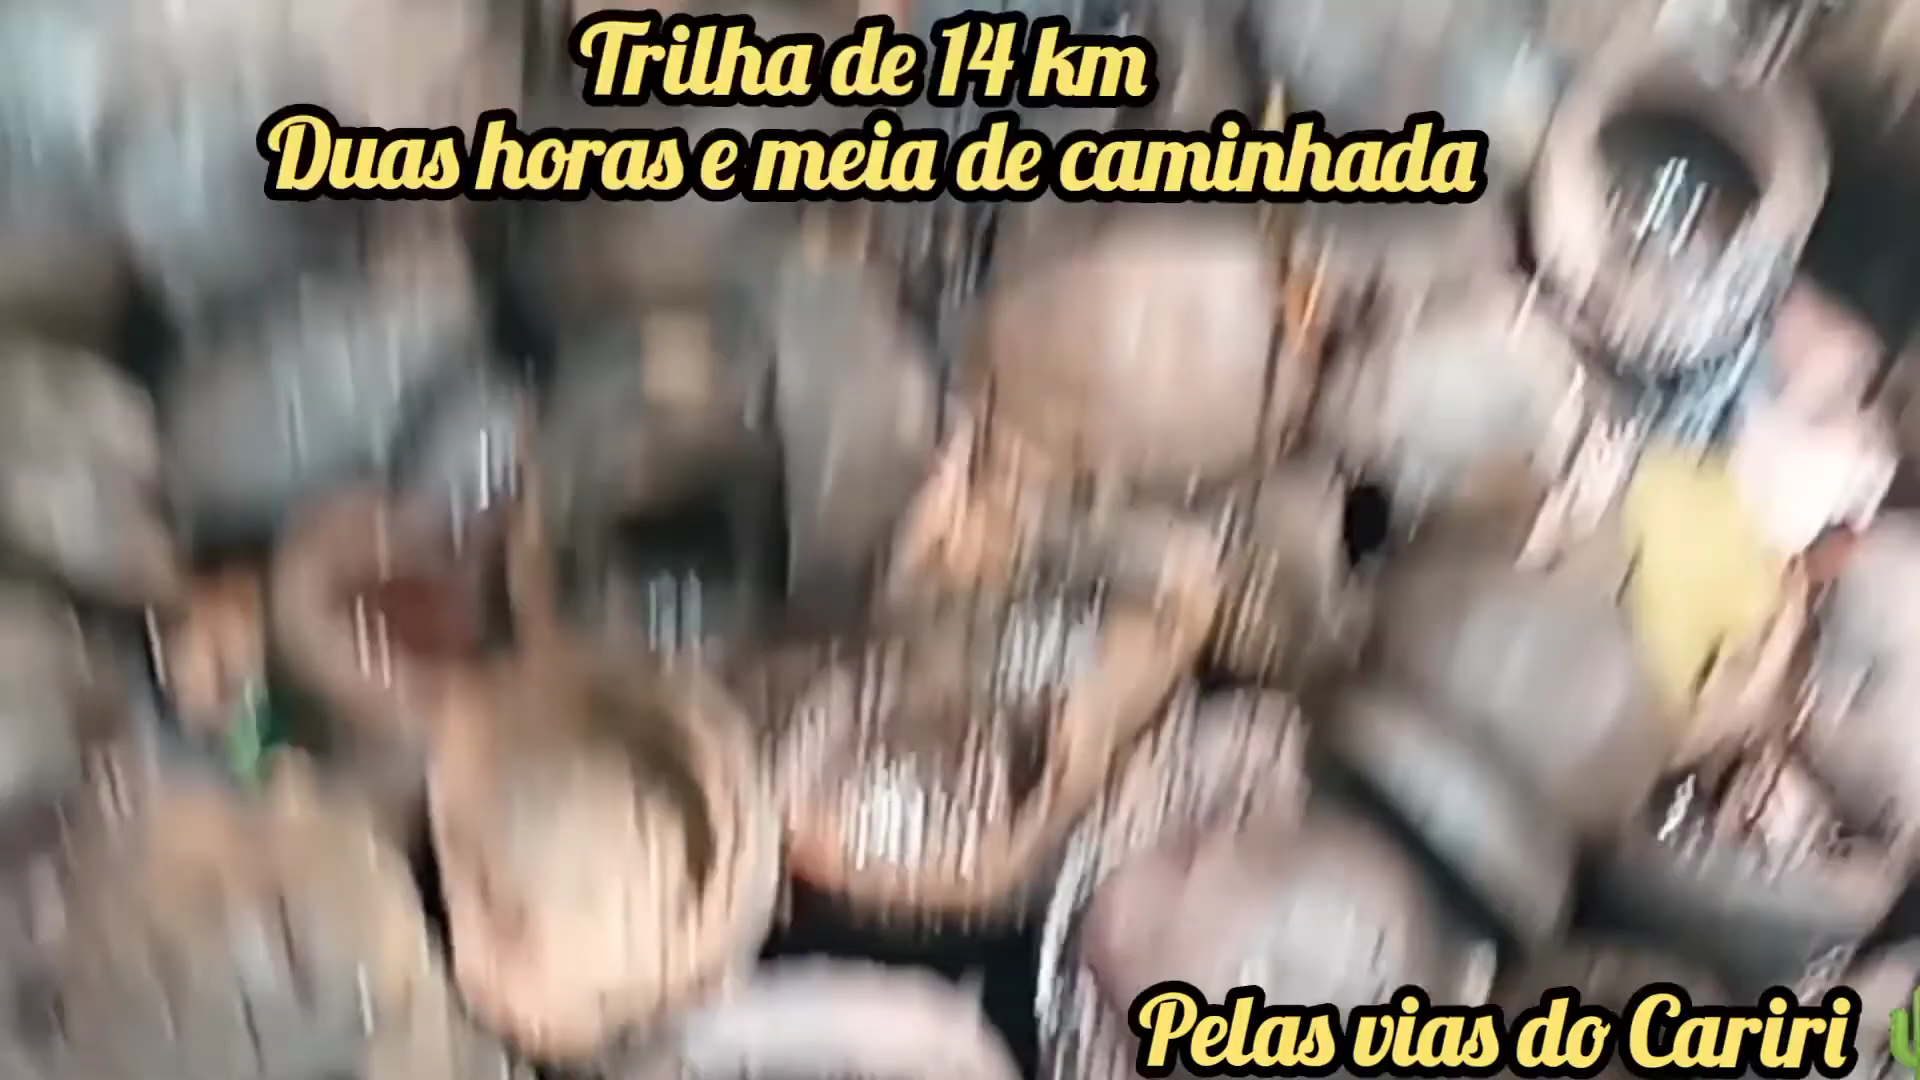 Trilha de 14 km
Duas horas e meia de caminhada
Pelas vias do Cariri